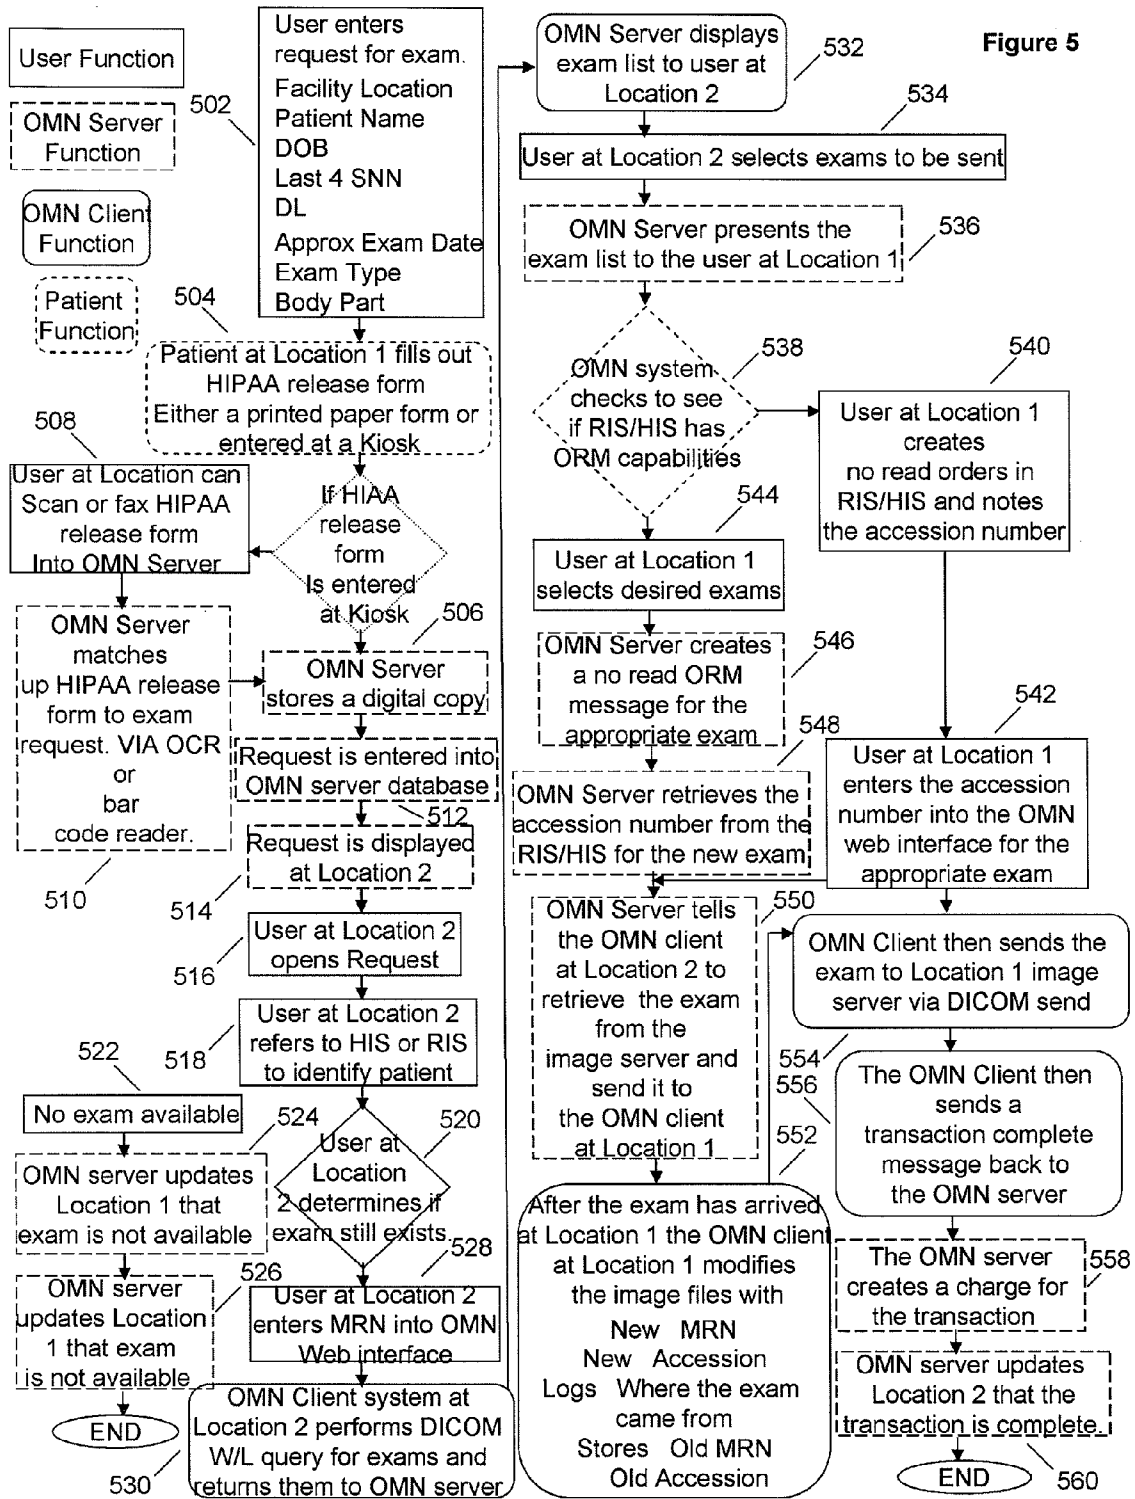 Figure 5
User Function
OMN Server
Function
OMN Client
Function
Patient
Function
502
User enters
request for exam.
Facility Location
Patient Name
DOB
Last 4 SNN
DL
Approx Exam Date
Exam Type
Body Part
504
Patient at Location 1 fills out
HIPAA release form
Either a printed paper form or
entered at a Kiosk
508
User at Location can
Scan or fax HIPAA
release form
Into OMN Server
If HIAA
release
form
Is entered
at Kiosk
506
OMN Server
stores a digital copy
OMN Server
matches
up HIPAA release
form to exam
request. VIA OCR
or
bar
code reader.
510
Request is entered into
OMN server database
512
Request is displayed
at Location 2
514
User at Location 2
opens Request
516
User at Location 2
refers to HIS or RIS
to identify patient
518
522
No exam available
524
OMN server updates
Location 1 that
exam is not available
520
User at
Location
2 determines if
exam still exists.
526
OMN server
updates Location
1 that exam
is not available
END
528
User at Location 2
enters MRN into OMN
Web interface
OMN Client system at
Location 2 performs DICOM
W/L query for exams and
returns them to OMN server
530
OMN Server displays
exam list to user at
Location 2
532
534
User at Location 2 selects exams to be sent
OMN Server presents the
exam list to the user at Location 1
536
OMN system
checks to see
if RIS/HIS has
ORM capabilities
538
540
User at Location 1
creates
no read orders in
RIS/HIS and notes
the accession number
544
User at Location 1
selects desired exams
OMN Server creates
a no read ORM
message for the
appropriate exam
546
548
OMN Server retrieves the
accession number from the
RIS/HIS for the new exam
542
User at Location 1
enters the accession
number into the OMN
web interface for the
appropriate exam
550
OMN Server tells
the OMN client
at Location 2 to
retrieve the exam
from the
image server and
send it to
the OMN client
at Location 1
552
After the exam has arrived
at Location 1 the OMN client
at Location 1 modifies
the image files with
New MRN
New Accession
Logs Where the exam
came from
Stores Old MRN
Old Accession
OMN Client then sends the
exam to Location 1 image
server via DICOM send
554
556
The OMN Client then
sends a
transaction complete
message back to
the OMN server
The OMN server
creates a charge for
the transaction
558
OMN server updates
Location 2 that the
transaction is complete.
END
560